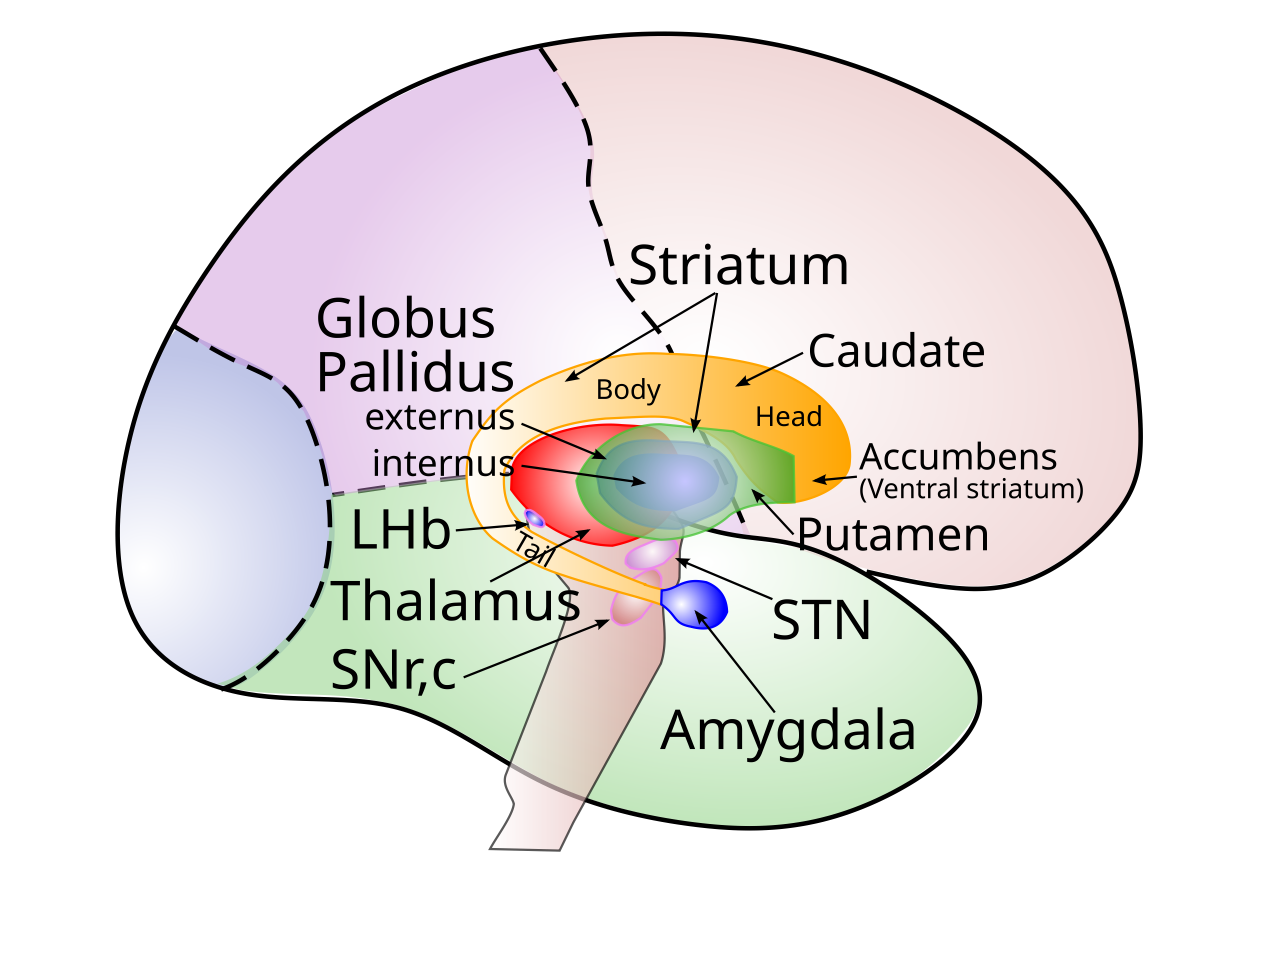 Striatum
Globus
Pallidus
externus
internus
Body
Caudate
Head
Accumbens
(Ventral striatum)
Putamen
LHb
Tail
Thalamus
STN
SNr,c
Amygdala